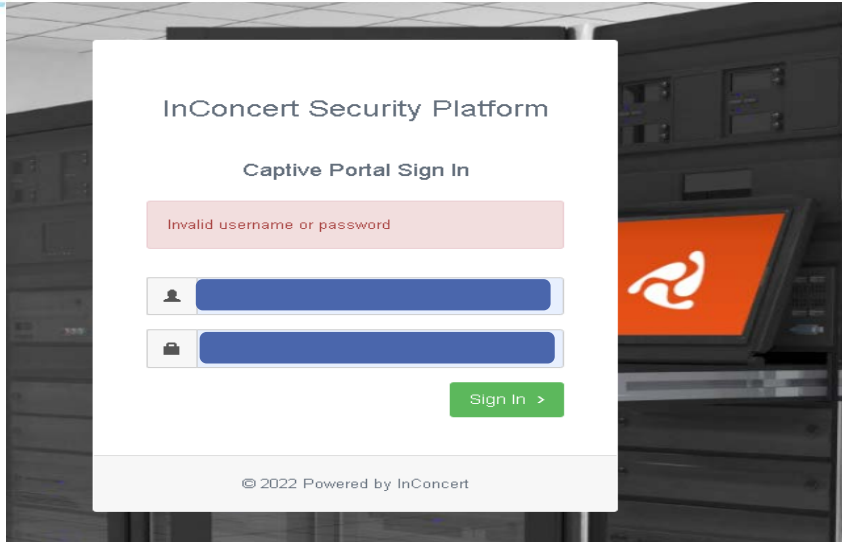 InConcert Security Platform
Captive Portal Sign In
Invalid username or password
Sign In >
© 2022 Powered by InConcert